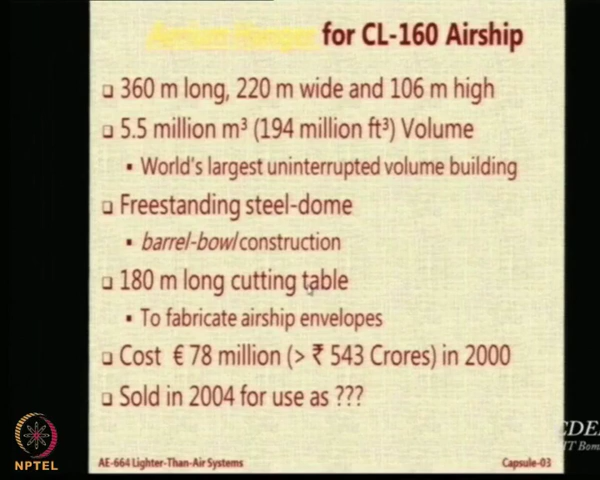 Aerium Hangar for CL-160 Airship
360 m long, 220 m wide and 106 m high
5.5 million m³ (194 million ft³) Volume
World's largest uninterrupted volume building
Freestanding steel-dome
barrel-bowl construction
180 m long cutting table
To fabricate airship envelopes
Cost € 78 million (> ₹ 543 Crores) in 2000
Sold in 2004 for use as ???
AE-664 Lighter-Than-Air Systems
Capsule-03
NPTEL